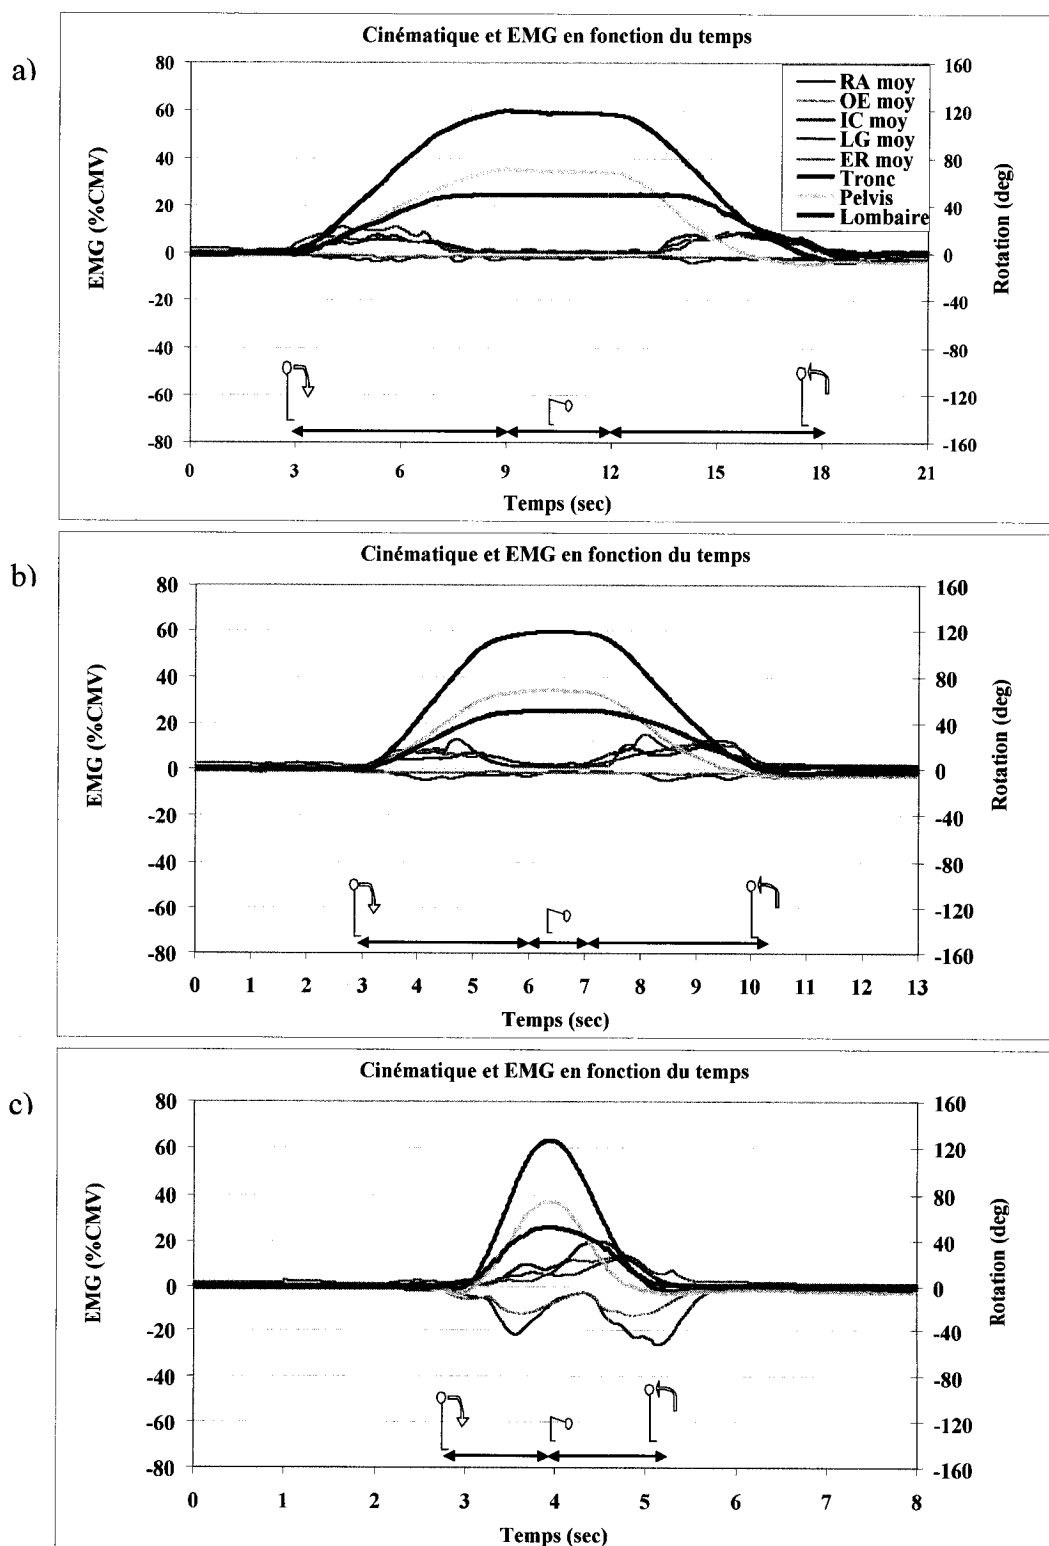 a)
Cinématique et EMG en fonction du temps
80
60
40
20
0
-20
-40
-60
-80
EMG (%CMV)
160
120
80
40
0
-40
-80
-120
-160
Rotation (deg)
RA moy
OE moy
IC moy
LG moy
ER moy
Tronc
Pelvis
Lombaire
0 3 6 9 12 15 18 21
Temps (sec)
b)
Cinématique et EMG en fonction du temps
80
60
40
20
0
-20
-40
-60
-80
EMG (%CMV)
160
120
80
40
0
-40
-80
-120
-160
Rotation (deg)
0 1 2 3 4 5 6 7 8 9 10 11 12 13
Temps (sec)
c)
Cinématique et EMG en fonction du temps
80
60
40
20
0
-20
-40
-60
-80
EMG (%CMV)
160
120
80
40
0
-40
-80
-120
-160
Rotation (deg)
0 1 2 3 4 5 6 7 8
Temps (sec)